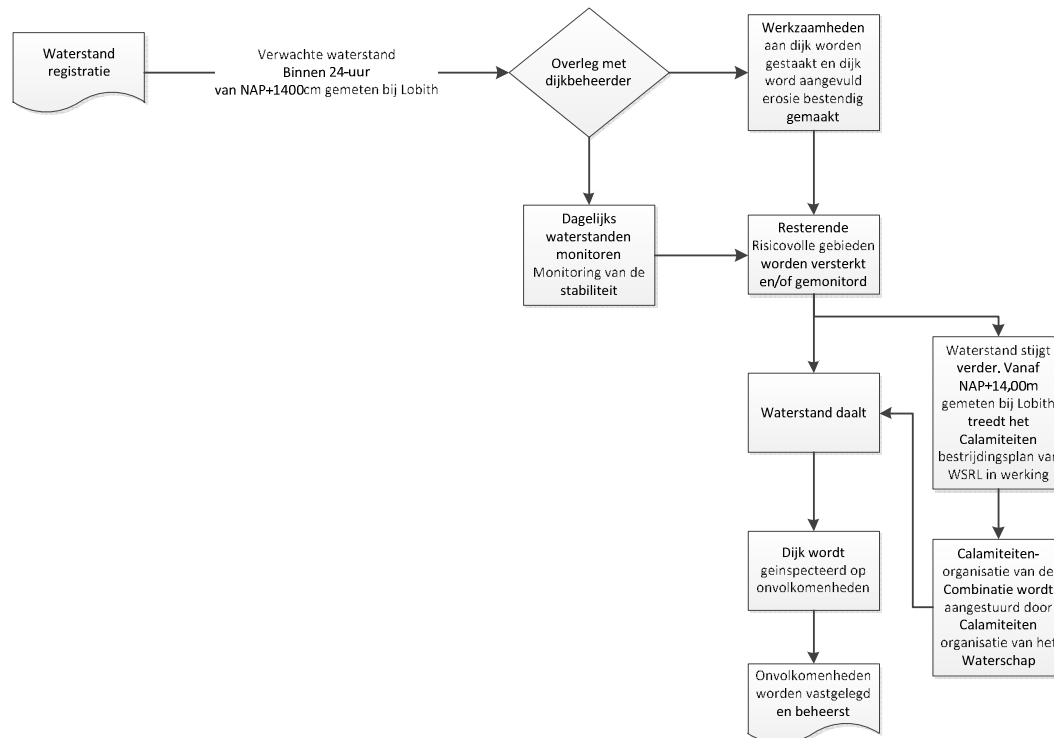 Waterstand
registratie
Verwachte waterstand
Binnen 24-uur
van NAP+1400cm gemeten bij Lobith
Overleg met
dijkbeheerder
Werkzaamheden
aan dijk worden
gestaakt en dijk
word aangevuld
erosie bestendig
gemaakt
Dagelijks
waterstanden
monitoren
Monitoring van de
stabiliteit
Resterende
Risicovolle gebieden
worden versterkt
en/of gemonitord
Waterstand stijgt
verder. Vanaf
NAP+14,00m
gemeten bij Lobith
treedt het
Calamiteiten
bestrijdingsplan van
WSRL in werking
Waterstand daalt
Dijk wordt
geinspecteerd op
onvolkomenheden
Calamiteiten-
organisatie van de
Combinatie wordt
aangestuurd door
Calamiteiten
organisatie van het
Waterschap
Onvolkomenheden
worden vastgelegd
en beheerst